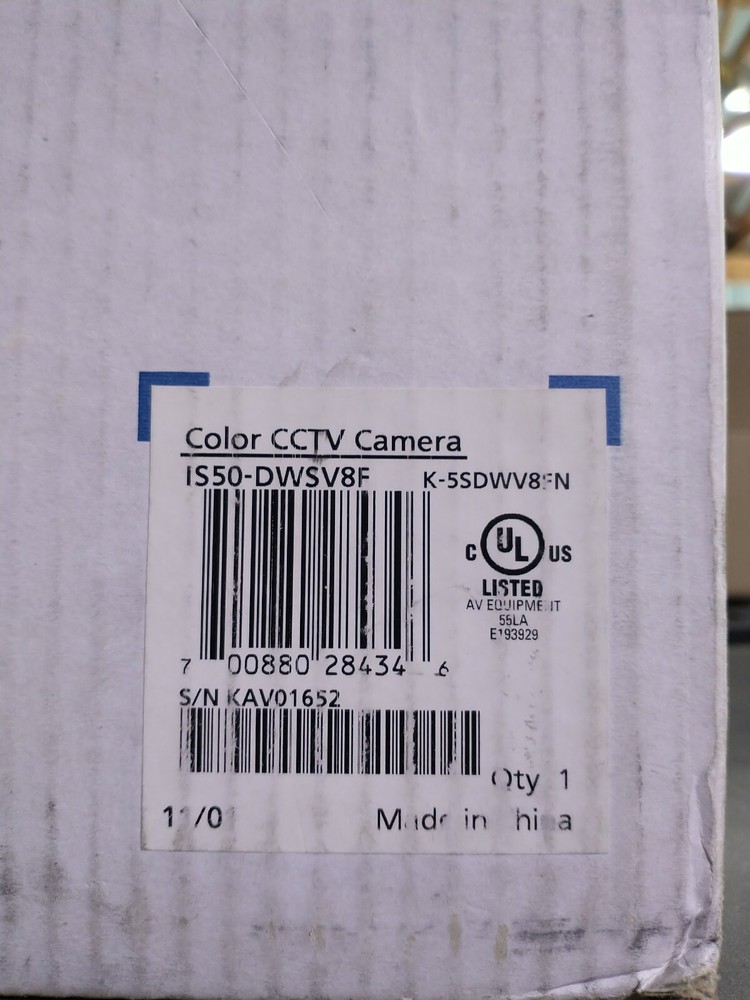 Color CCTV Camera
IS50-DWSV8F K-5SDWV8FN
C UL US
LISTED
AV EQUIPMENT
55LA
E193929
7 00880 28434 6
S/N KAV01652
Qty 1
Made in China